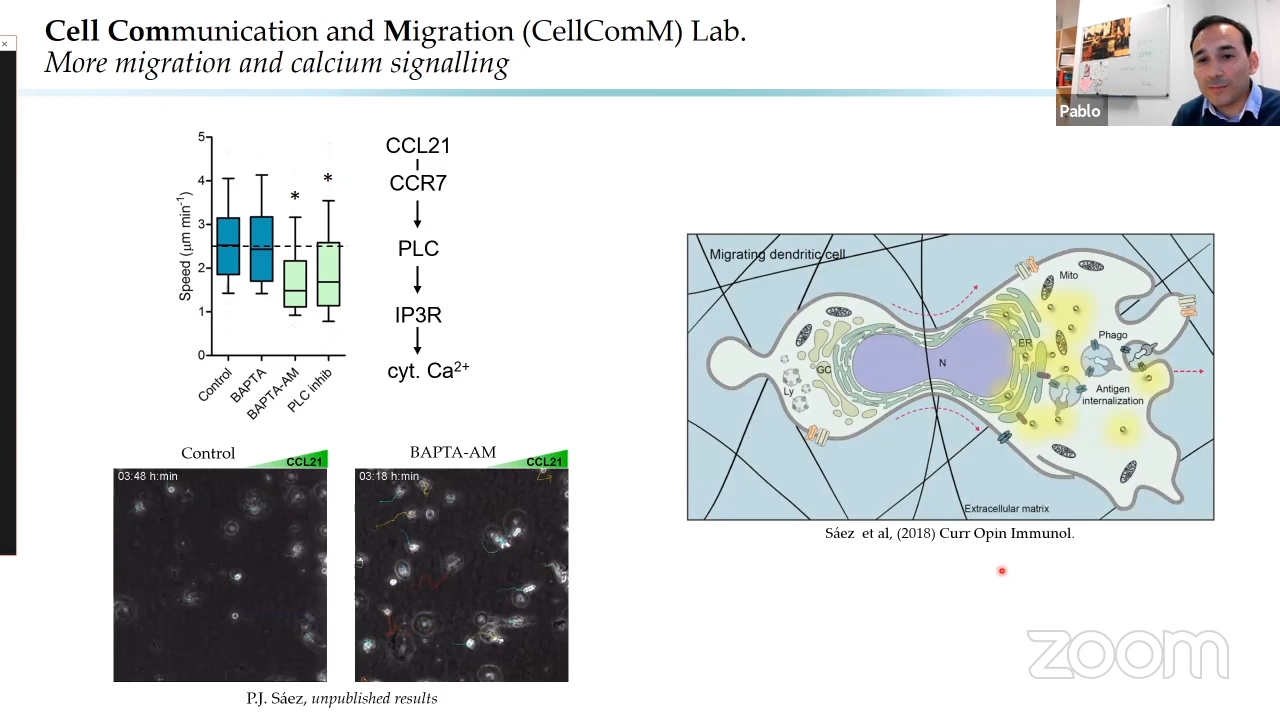 Cell Communication and Migration (CellComM) Lab.
More migration and calcium signalling
Pablo
5
4
3
2
1
0
Speed (μm min⁻¹)
*
*
Control
BAPTA
BAPTA-AM
PLC inhib
CCL21
CCR7
PLC
IP3R
cyt. Ca²⁺
Control
CCL21
03:48 h:min
BAPTA-AM
CCL21
03:18 h:min
P.J. Sáez, unpublished results
Migrating dendritic cell
Mito
Phago
ER
GC
N
Ly
Antigen
internalization
Extracellular matrix
Sáez et al, (2018) Curr Opin Immunol.
zoom